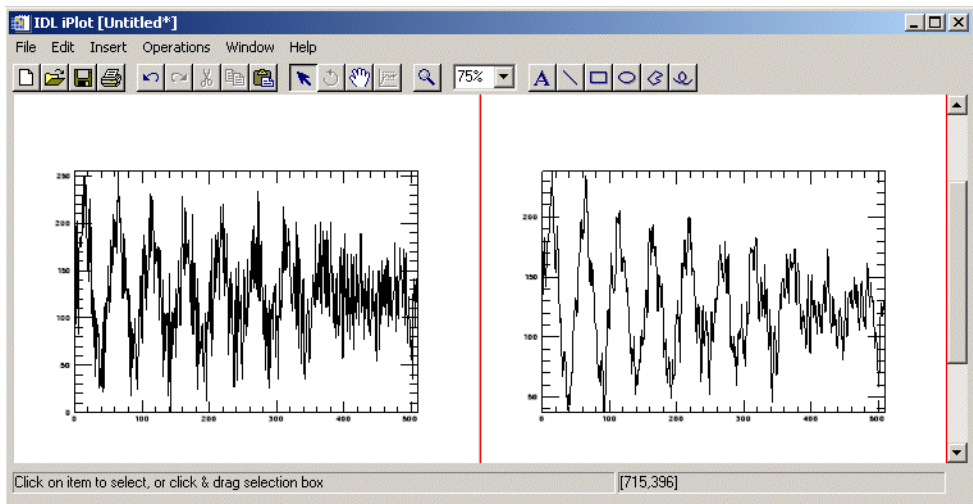 IDL iPlot [Untitled*]
File Edit Insert Operations Window Help
75% A
250
200
150
100
50
0
0 100 200 300 400 500
200
150
100
50
0 100 200 300 400 500
Click on item to select, or click & drag selection box [715,396]